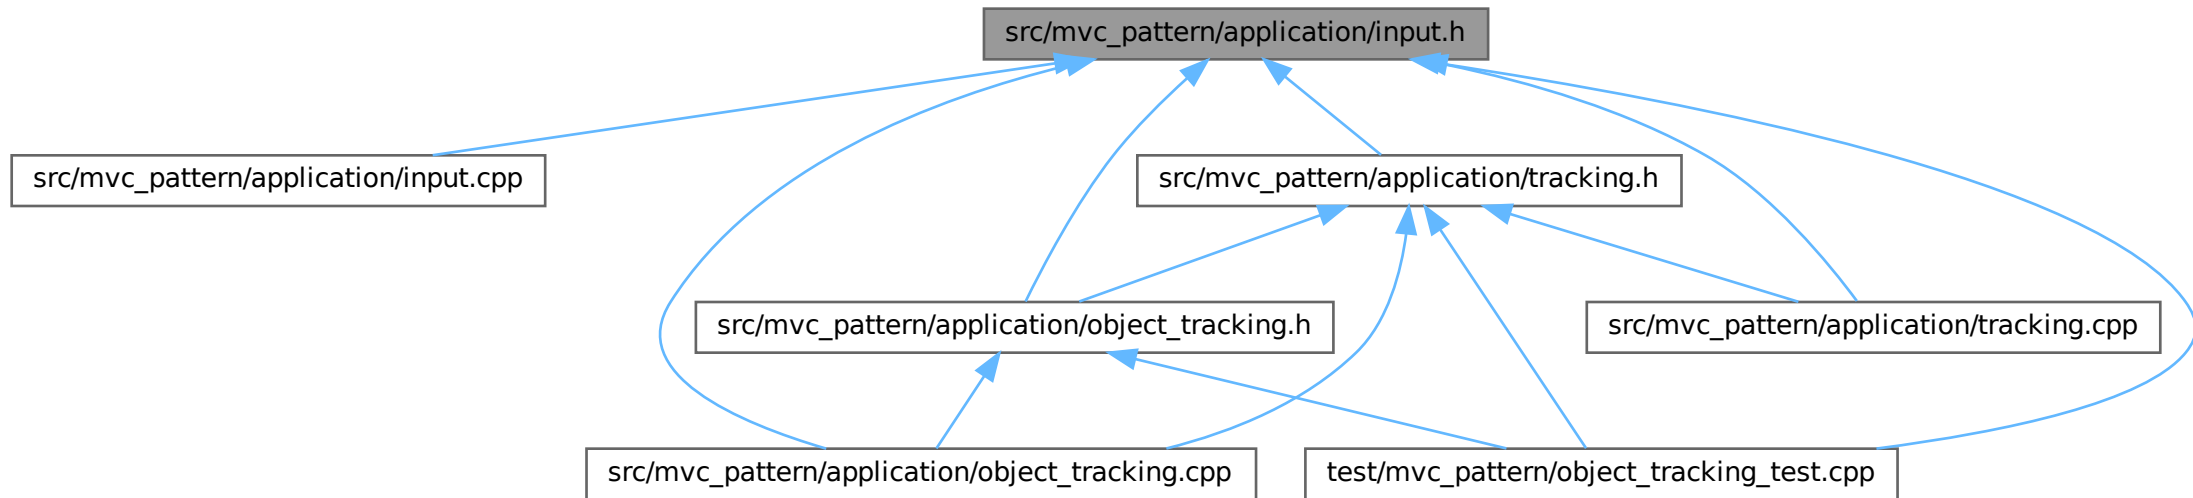 src/mvc_pattern/application/input.h
src/mvc_pattern/application/input.cpp
src/mvc_pattern/application/tracking.h
src/mvc_pattern/application/object_tracking.h
src/mvc_pattern/application/tracking.cpp
src/mvc_pattern/application/object_tracking.cpp
test/mvc_pattern/object_tracking_test.cpp